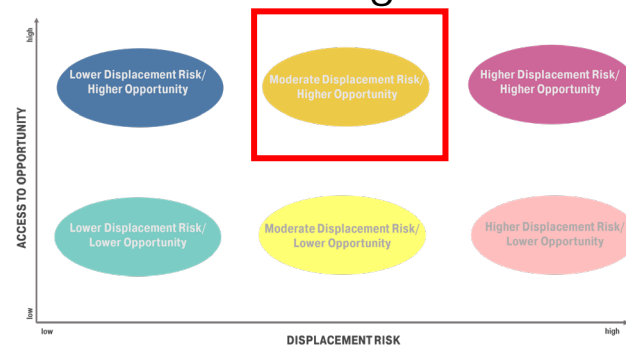 high
Lower Displacement Risk/
Higher Opportunity
Moderate Displacement Risk/
Higher Opportunity
Higher Displacement Risk/
Higher Opportunity
ACCESS TO OPPORTUNITY
Lower Displacement Risk/
Lower Opportunity
Moderate Displacement Risk/
Lower Opportunity
Higher Displacement Risk/
Lower Opportunity
low
low
high
DISPLACEMENT RISK